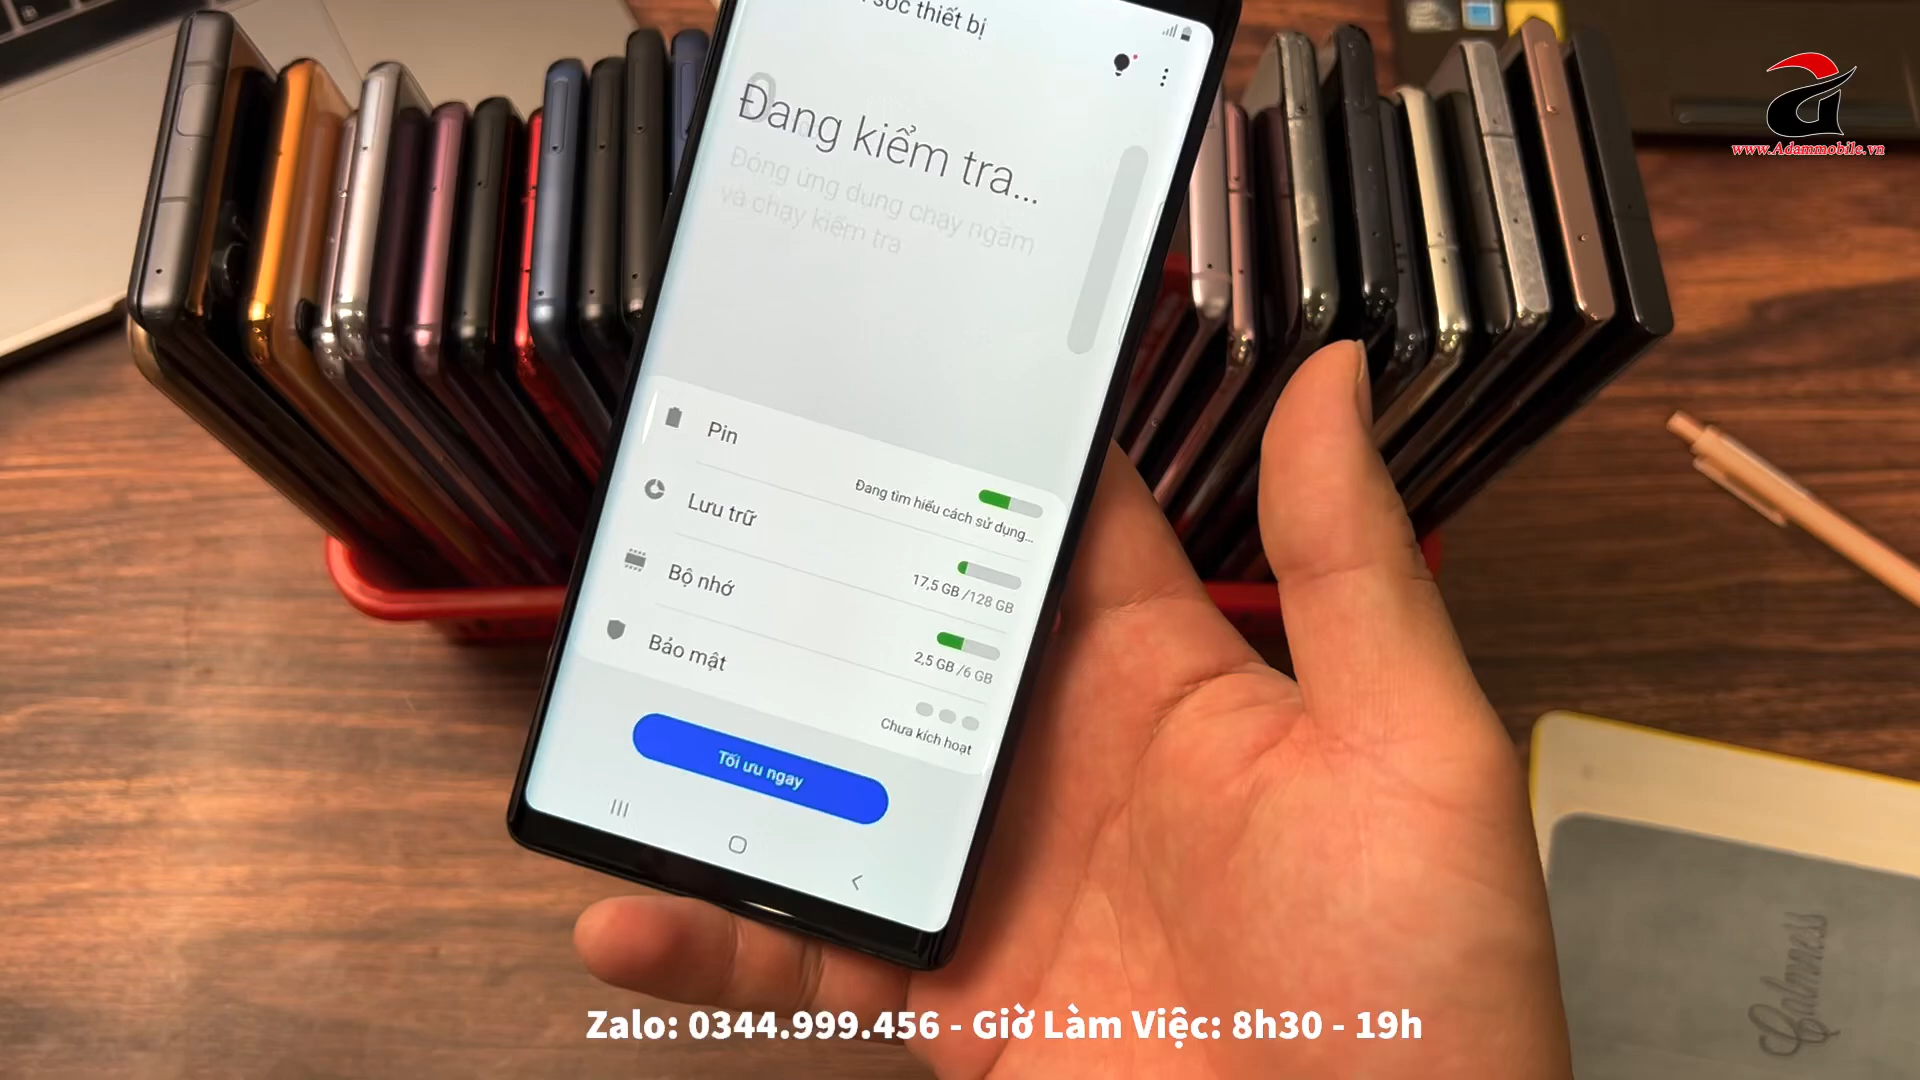 sóc thiết bị
Đang kiểm tra...
Đóng ứng dụng chạy ngầm
và chạy kiểm tra
Pin
Đang tìm hiểu cách sử dụng...
Lưu trữ
17,5 GB /128 GB
Bộ nhớ
2,5 GB /6 GB
Bảo mật
Chưa kích hoạt
Tối ưu ngay
www.Adammobile.vn
Calmness
Zalo: 0344.999.456 - Giờ Làm Việc: 8h30 - 19h